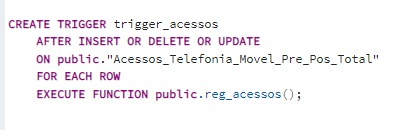 CREATE TRIGGER trigger_acessos
AFTER INSERT OR DELETE OR UPDATE
ON public."Acessos_Telefonia_Movel_Pre_Pos_Total"
FOR EACH ROW
EXECUTE FUNCTION public.reg_acessos();